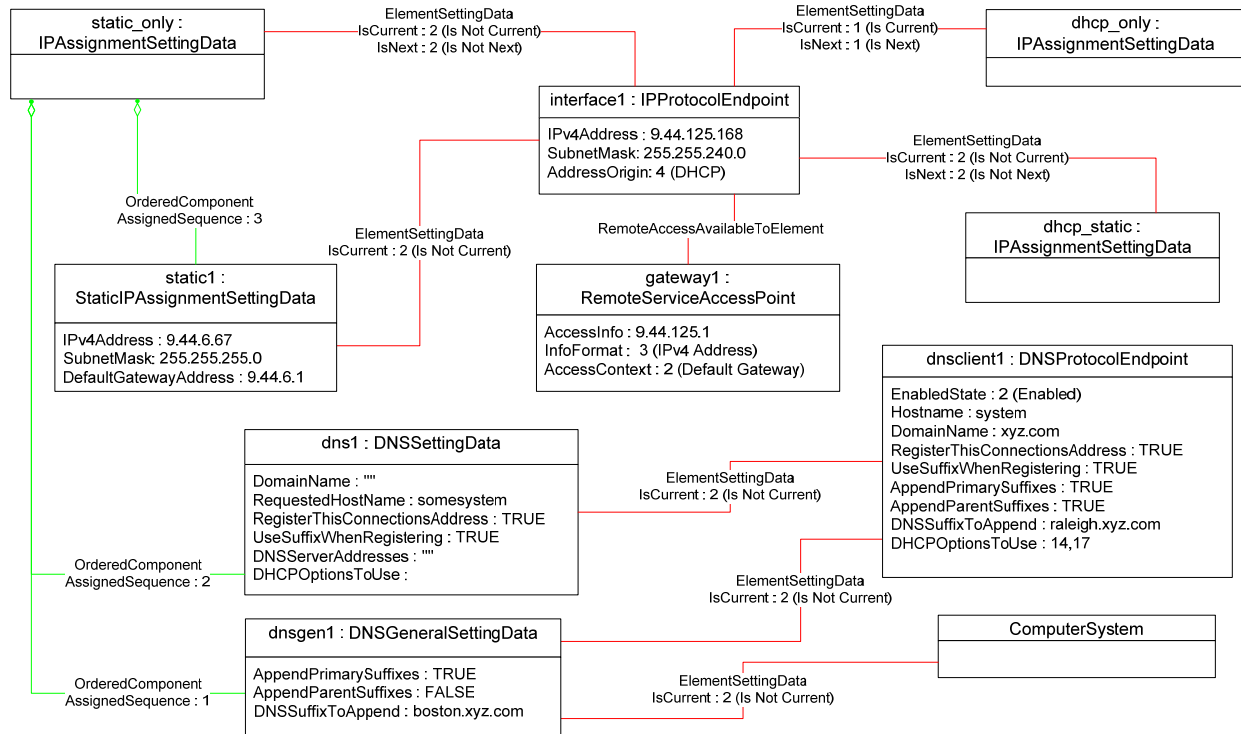 static_only :
IPAssignmentSettingData
ElementSettingData
IsCurrent : 2 (Is Not Current)
IsNext : 2 (Is Not Next)
ElementSettingData
IsCurrent : 1 (Is Current)
IsNext : 1 (Is Next)
dhcp_only :
IPAssignmentSettingData
interface1 : IPProtocolEndpoint
IPv4Address : 9.44.125.168
SubnetMask: 255.255.240.0
AddressOrigin: 4 (DHCP)
ElementSettingData
IsCurrent : 2 (Is Not Current)
IsNext : 2 (Is Not Next)
OrderedComponent
AssignedSequence : 3
ElementSettingData
IsCurrent : 2 (Is Not Current)
RemoteAccessAvailableToElement
dhcp_static :
IPAssignmentSettingData
static1 :
StaticIPAssignmentSettingData
IPv4Address : 9.44.6.67
SubnetMask: 255.255.255.0
DefaultGatewayAddress : 9.44.6.1
gateway1 :
RemoteServiceAccessPoint
AccessInfo : 9.44.125.1
InfoFormat : 3 (IPv4 Address)
AccessContext : 2 (Default Gateway)
dnsclient1 : DNSProtocolEndpoint
EnabledState : 2 (Enabled)
Hostname : system
DomainName : xyz.com
RegisterThisConnectionsAddress : TRUE
UseSuffixWhenRegistering : TRUE
AppendPrimarySuffixes : TRUE
AppendParentSuffixes : TRUE
DNSSuffixToAppend : raleigh.xyz.com
DHCPOptionsToUse : 14,17
dns1 : DNSSettingData
DomainName : ""
RequestedHostName : somesystem
RegisterThisConnectionsAddress : TRUE
UseSuffixWhenRegistering : TRUE
DNSServerAddresses : ""
DHCPOptionsToUse :
ElementSettingData
IsCurrent : 2 (Is Not Current)
OrderedComponent
AssignedSequence : 2
ElementSettingData
IsCurrent : 2 (Is Not Current)
dnsgen1 : DNSGeneralSettingData
AppendPrimarySuffixes : TRUE
AppendParentSuffixes : FALSE
DNSSuffixToAppend : boston.xyz.com
ComputerSystem
OrderedComponent
AssignedSequence : 1
ElementSettingData
IsCurrent : 2 (Is Not Current)